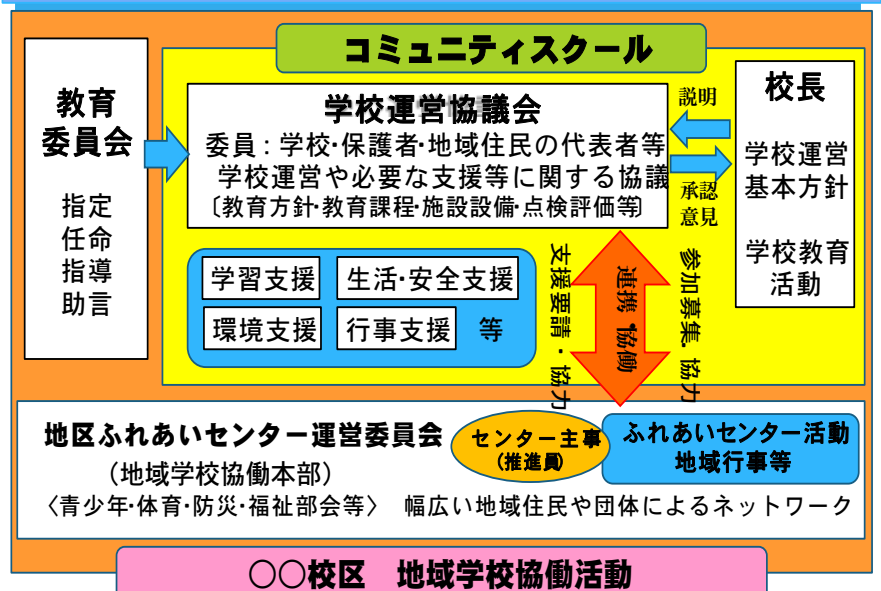 コミュニティスクール
教育
委員会
指定
任命
指導
助言
学校運営協議会
委員：学校・保護者・地域住民の代表者等
学校運営や必要な支援等に関する協議
〔教育方針・教育課程・施設設備・点検評価等〕
説明
承認
意見
校長
学校運営
基本方針
学校教育
活動
学習支援
生活・安全支援
環境支援
行事支援
等
支援要請・協力
連携 協働
参加募集 協力
地区ふれあいセンター運営委員会
（地域学校協働本部）
〈青少年・体育・防災・福祉部会等〉 幅広い地域住民や団体によるネットワーク
センター主事
(推進員)
ふれあいセンター活動
地域行事等
〇〇校区 地域学校協働活動